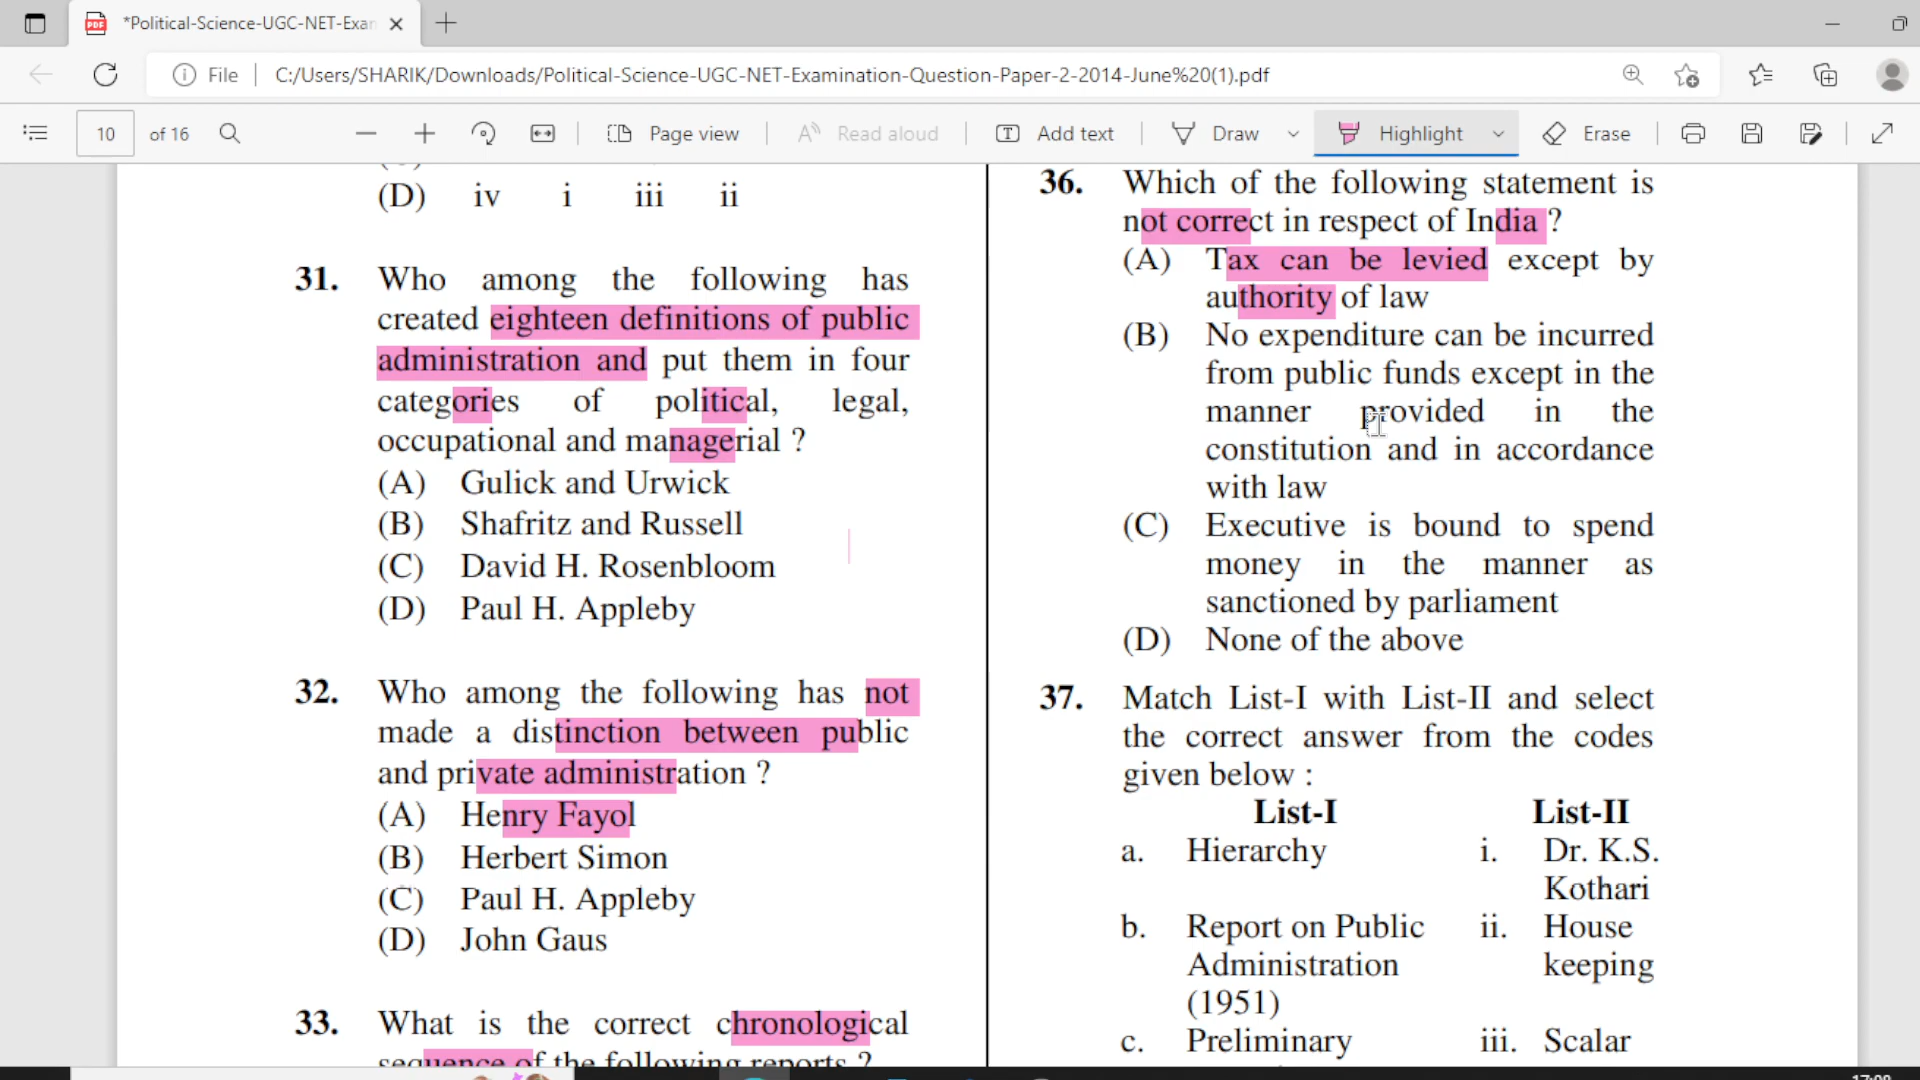 *Political-Science-UGC-NET-Exan
File
C:/Users/SHARIK/Downloads/Political-Science-UGC-NET-Examination-Question-Paper-2-2014-June%20(1).pdf
10 of 16
Page view
Read aloud
Add text
Draw
Highlight
Erase
(D) iv i iii ii
31. Who among the following has
created eighteen definitions of public
administration and put them in four
categories of political, legal,
occupational and managerial ?
(A) Gulick and Urwick
(B) Shafritz and Russell
(C) David H. Rosenbloom
(D) Paul H. Appleby
32. Who among the following has not
made a distinction between public
and private administration ?
(A) Henry Fayol
(B) Herbert Simon
(C) Paul H. Appleby
(D) John Gaus
33. What is the correct chronological
sequence of the following reports ?
36. Which of the following statement is
not correct in respect of India ?
(A) Tax can be levied except by
authority of law
(B) No expenditure can be incurred
from public funds except in the
manner provided in the
constitution and in accordance
with law
(C) Executive is bound to spend
money in the manner as
sanctioned by parliament
(D) None of the above
37. Match List-I with List-II and select
the correct answer from the codes
given below :
List-I List-II
a. Hierarchy i. Dr. K.S.
Kothari
b. Report on Public ii. House
Administration keeping
(1951)
c. Preliminary iii. Scalar